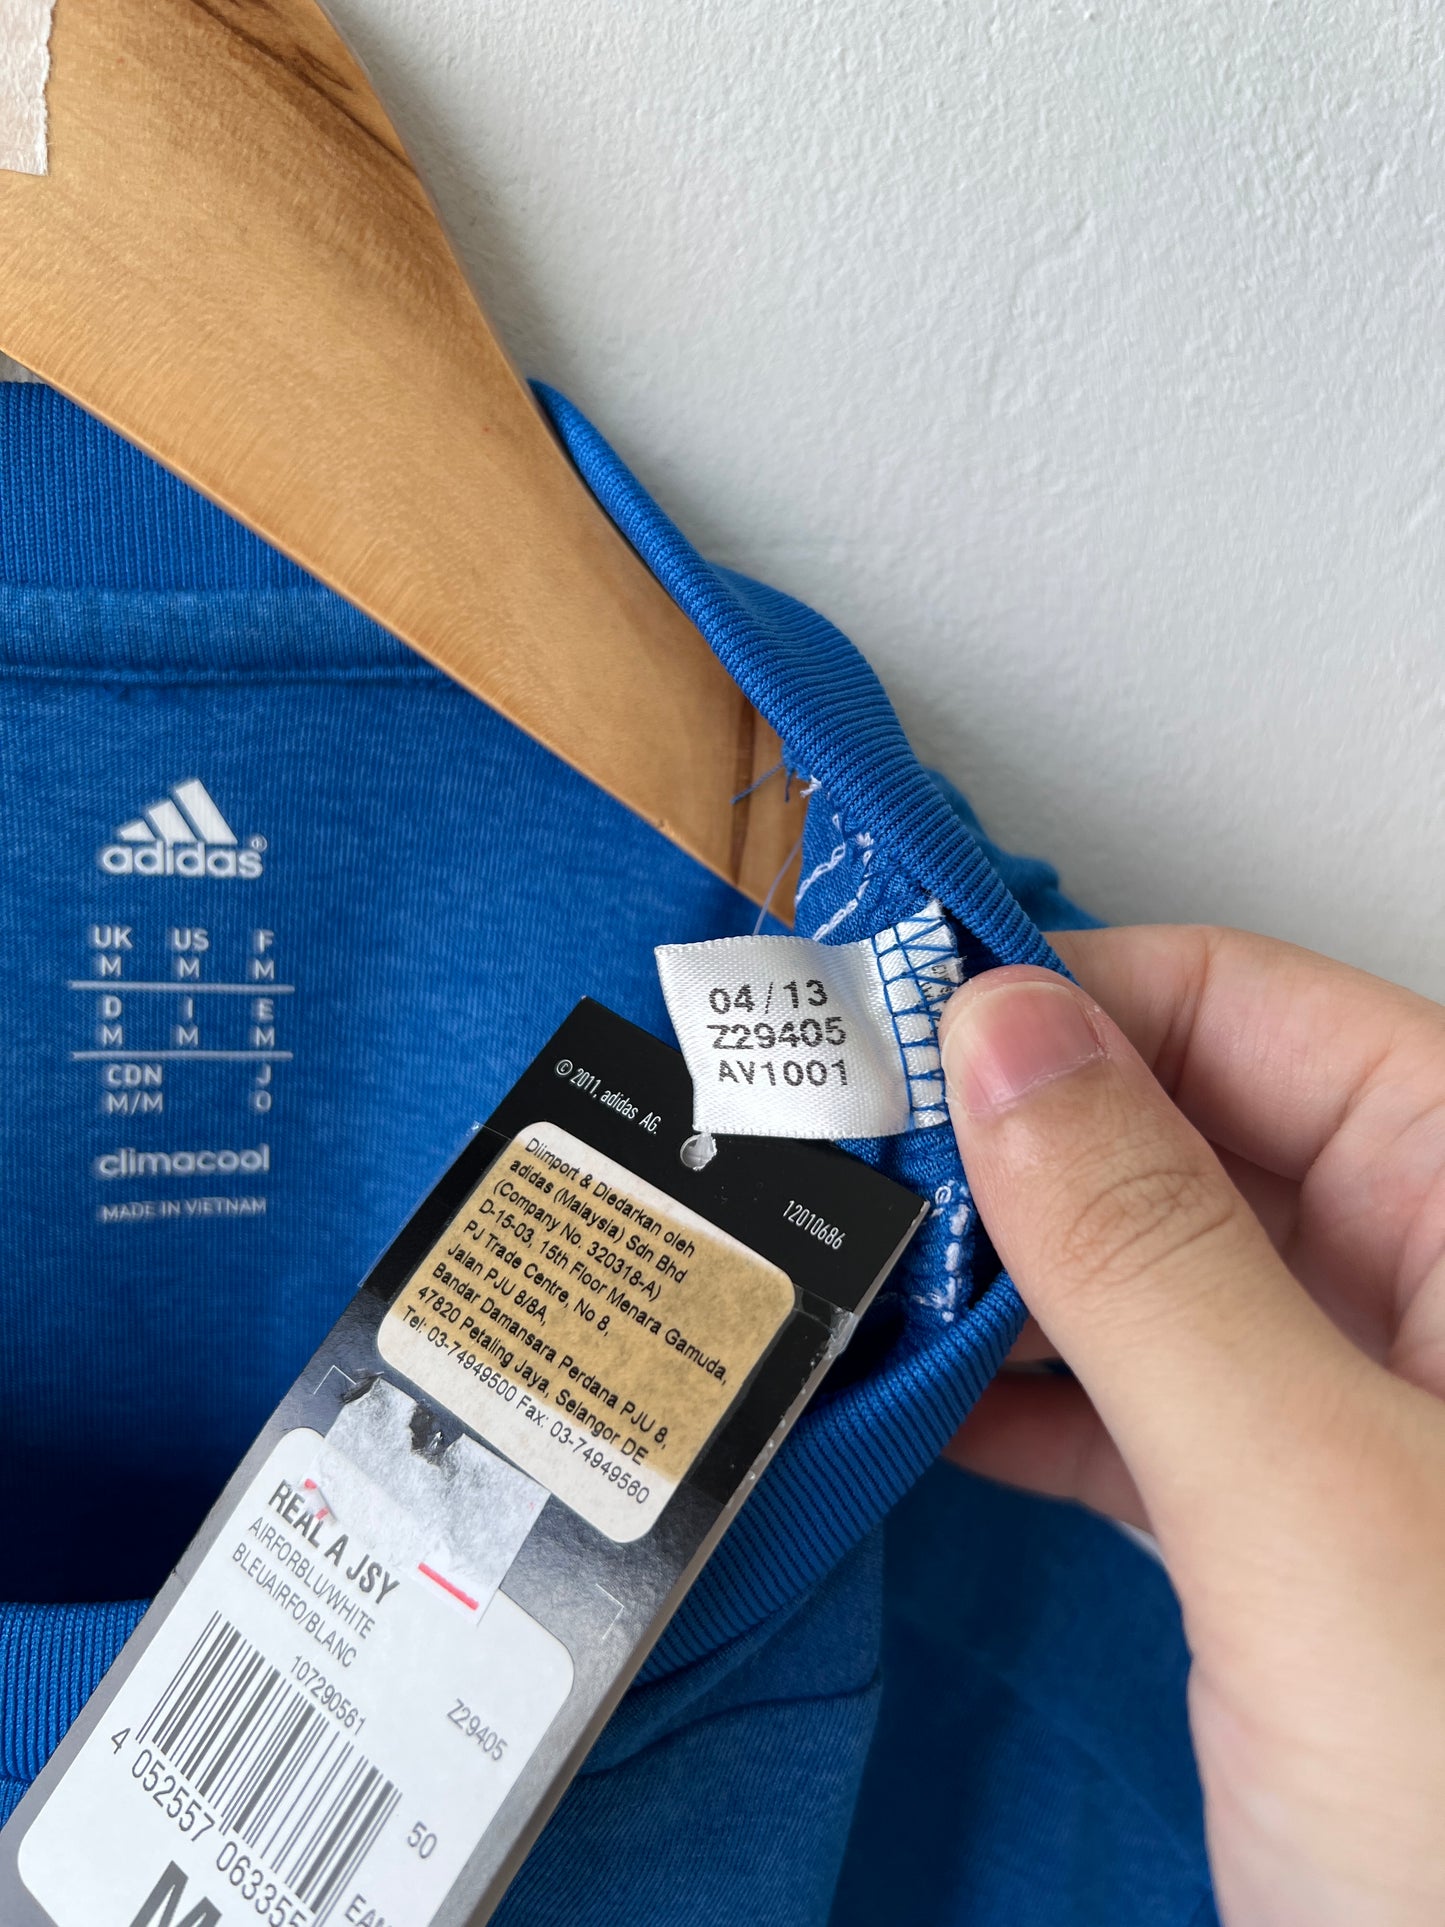 adidas®
UK US F
M M M
D I E
M M M
CDN J
M/M O
climacool
MADE IN VIETNAM
04/13
Z29405
AV1001
© 2011, adidas AG.
12010686
Diimport & Diedarkan oleh
adidas (Malaysia) Sdn Bhd
(Company No. 320318-A)
D-15-03, 15th Floor Menara Gamuda,
PJ Trade Centre, No 8,
Jalan PJU 8/8A,
Bandar Damansara Perdana PJU 8,
47820 Petaling Jaya, Selangor DE
Tel: 03-74949500 Fax: 03-74949560
REAL A JSY
AIRFORBLU/WHITE
BLEUAIRFO/BLANC
107290561
Z29405
4 052557 063355
50
M